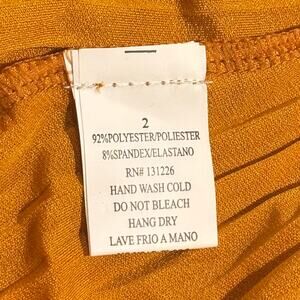 2
92%POLYESTER/POLIESTER
8%SPANDEX/ELASTANO
RN# 131226
HAND WASH COLD
DO NOT BLEACH
HANG DRY
LAVE FRIO A MANO